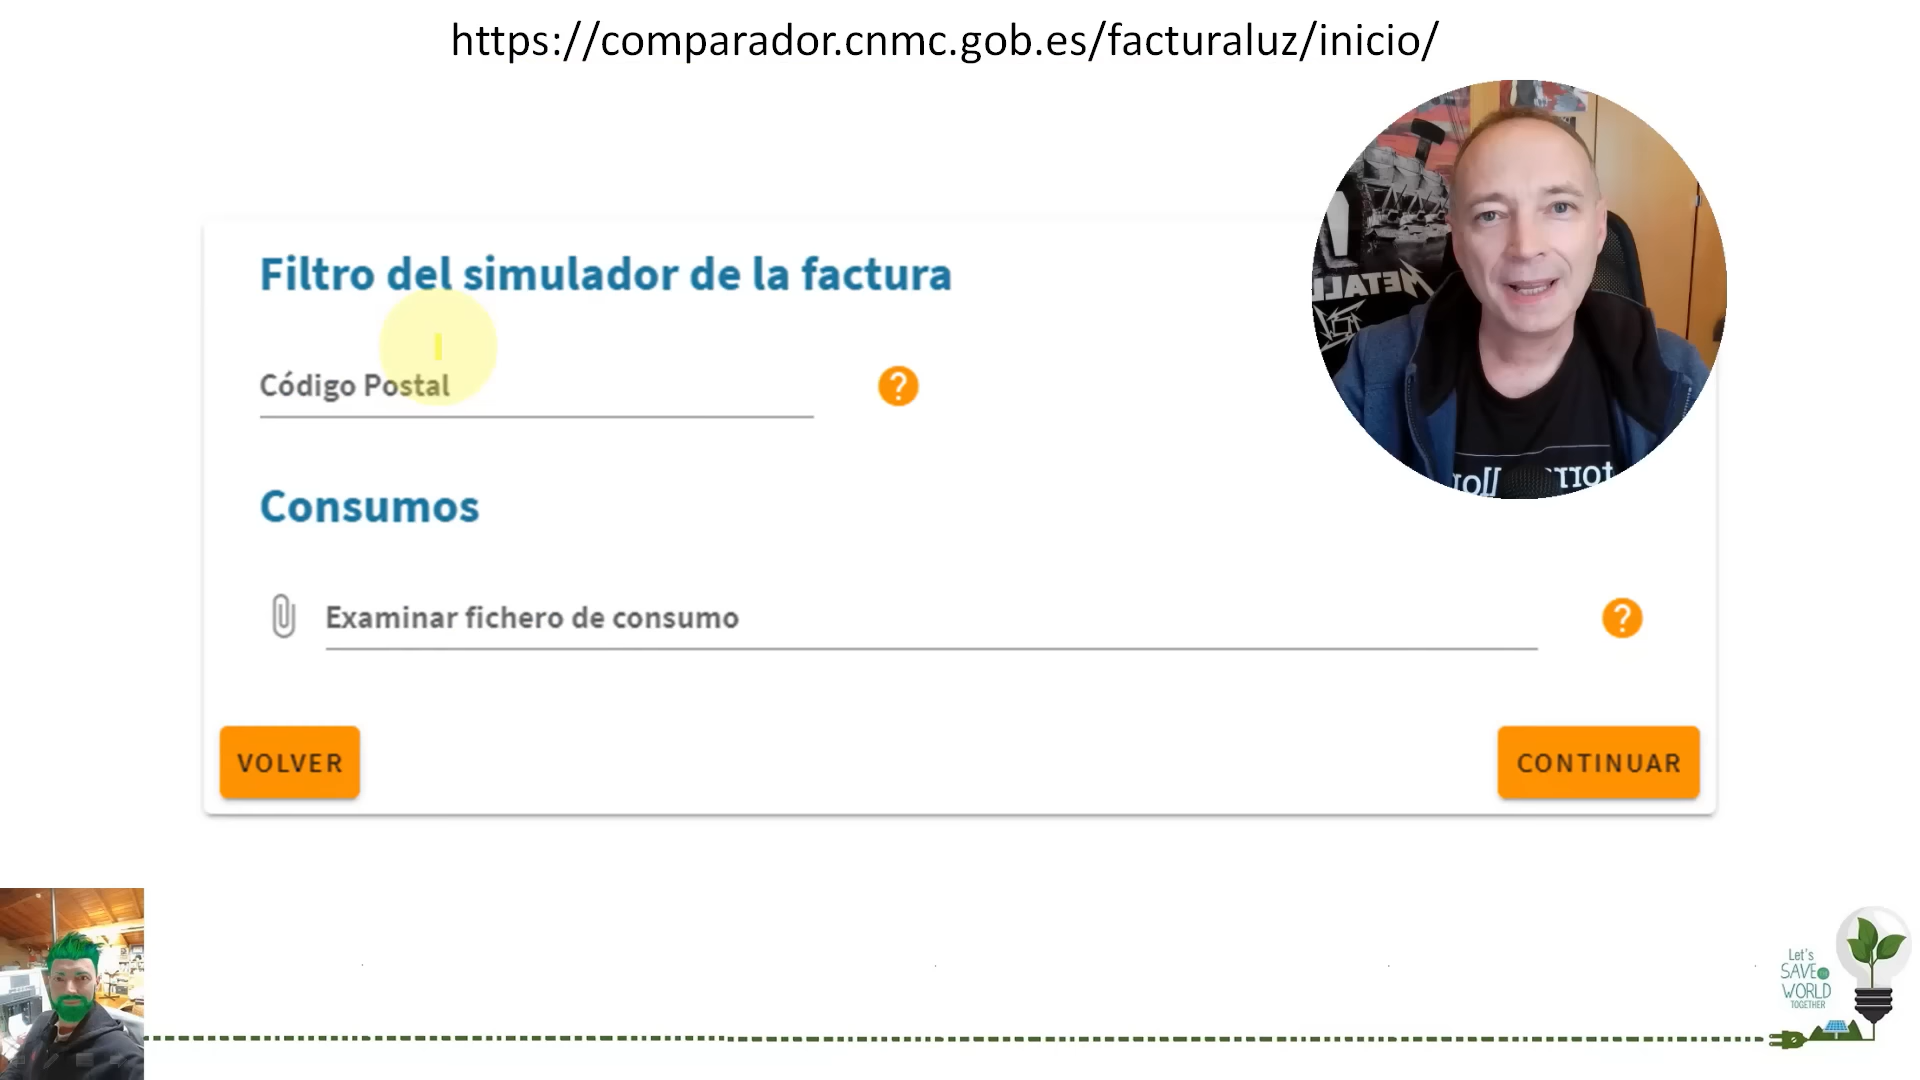 https://comparador.cnmc.gob.es/facturaluz/inicio/
Filtro del simulador de la factura
Código Postal
?
Consumos
Examinar fichero de consumo
?
VOLVER
CONTINUAR
Let's
SAVE
WORLD
TOGETHER